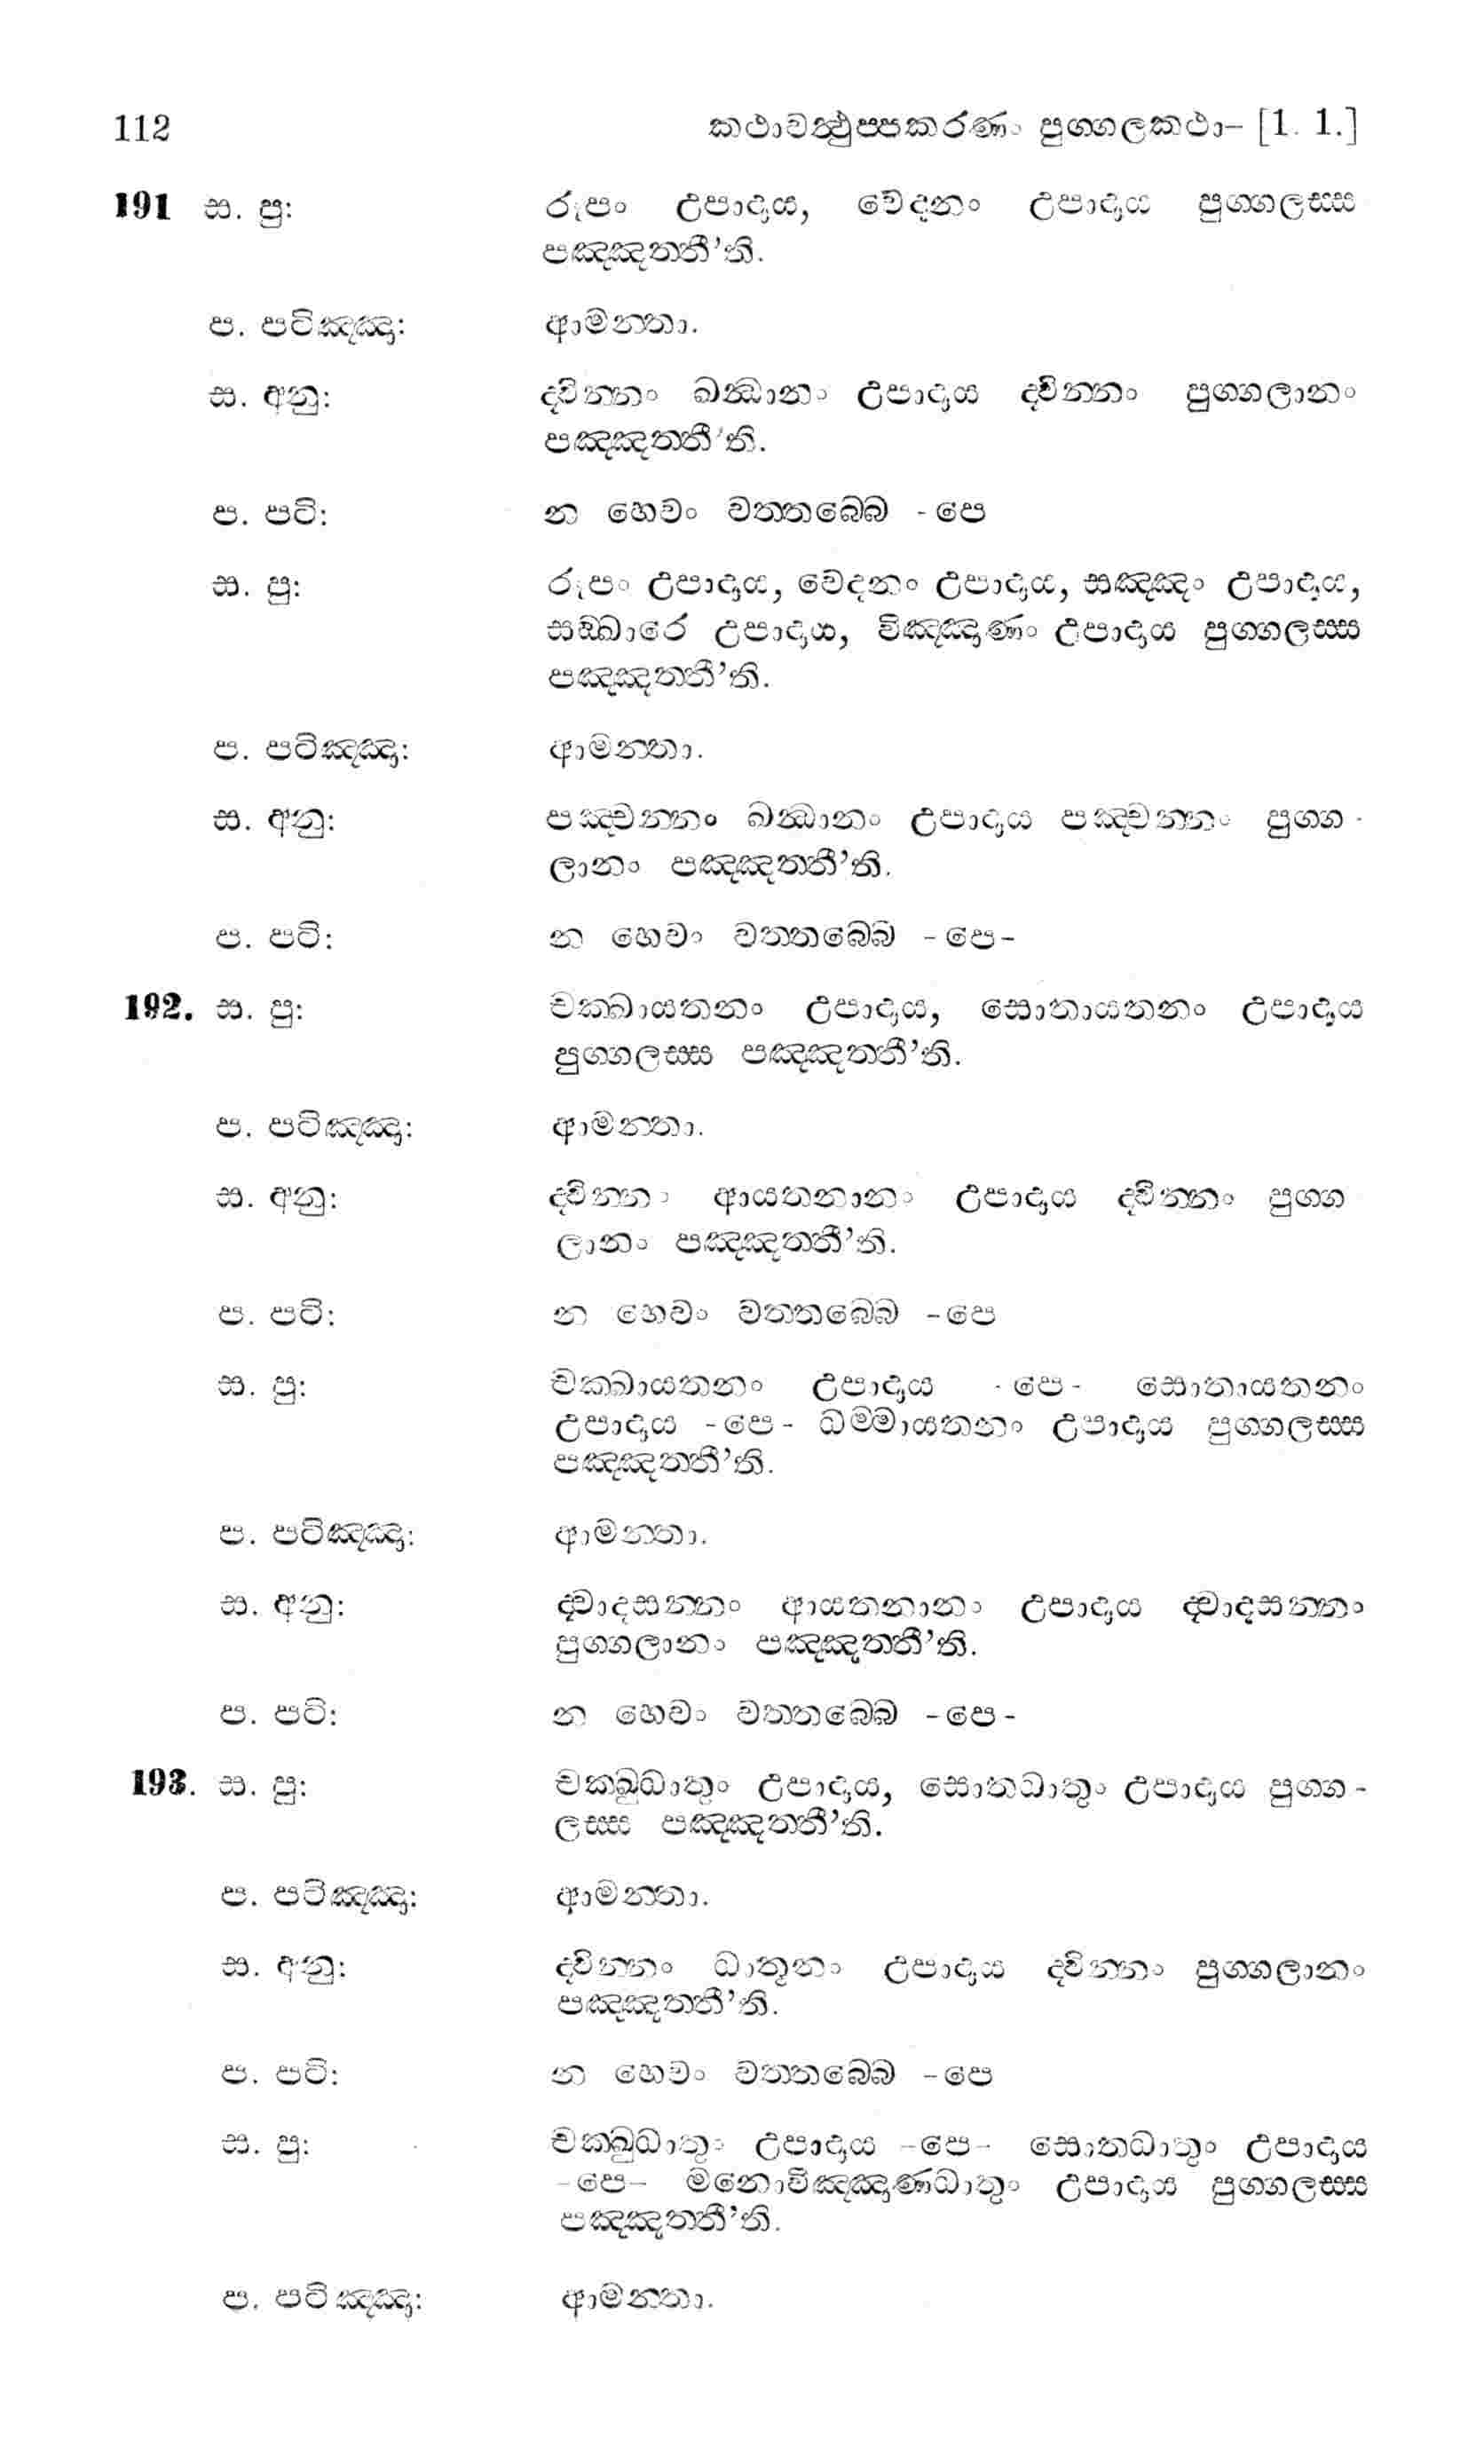 112 කථාවත්‍ථුප්පකරණං පුග්ගලකථා- [1. 1.]
191 ස. පු: රූපං උපාදාය, වේදනං උපාදාය පුග්ගලස්ස
පඤ්ඤත්තී’ති.
ප. පටිඤ්ඤා: ආමන්තා.
ස. අනු: ද්වින්නං ඛන්‍ධානං උපාදාය ද්වින්නං පුග්ගලානං
පඤ්ඤත්තී’ති.
ප. පටි: න හෙවං වත්තබ්බෙ -පෙ
ස. පු: රූපං උපාදාය, වේදනං උපාදාය, සඤ්ඤං උපාදාය,
සඞ්ඛාරේ උපාදාය, විඤ්ඤාණං උපාදාය පුග්ගලස්ස
පඤ්ඤත්තී’ති.
ප. පටිඤ්ඤා: ආමන්තා.
ස. අනු: පඤ්චන්නං ඛන්‍ධානං උපාදාය පඤ්චන්නං පුග්ග-
ලානං පඤ්ඤත්තී’ති.
ප. පටි: න හෙවං වත්තබ්බෙ -පෙ-
192. ස. පු: චක්ඛායතනං උපාදාය, සොතායතනං උපාදාය
පුග්ගලස්ස පඤ්ඤත්තී’ති.
ප. පටිඤ්ඤා: ආමන්තා.
ස. අනු: ද්වින්නං ආයතනානං උපාදාය ද්වින්නං පුග්ග
ලානං පඤ්ඤත්තී’ති.
ප. පටි: න හෙවං වත්තබ්බෙ -පෙ
ස. පු: චක්ඛායතනං උපාදාය -පෙ- සොතායතනං
උපාදාය -පෙ- ධම්මායතනං උපාදාය පුග්ගලස්ස
පඤ්ඤත්තී’ති.
ප. පටිඤ්ඤා: ආමන්තා.
ස. අනු: ද්වාදසන්නං ආයතනානං උපාදාය ද්වාදසන්නං
පුග්ගලානං පඤ්ඤත්තී’ති.
ප. පටි: න හෙවං වත්තබ්බෙ -පෙ-
193. ස. පු: චක්ඛුධාතුං උපාදාය, සොතධාතුං උපාදාය පුග්ග-
ලස්ස පඤ්ඤත්තී’ති.
ප. පටිඤ්ඤා: ආමන්තා.
ස. අනු: ද්වින්නං ධාතූනං උපාදාය ද්වින්නං පුග්ගලානං
පඤ්ඤත්තී’ති.
ප. පටි: න හෙවං වත්තබ්බෙ -පෙ
ස. පු: චක්ඛුධාතුං උපාදාය -පෙ- සොතධාතුං උපාදාය
-පෙ- මනොවිඤ්ඤාණධාතුං උපාදාය පුග්ගලස්ස
පඤ්ඤත්තී’ති.
ප. පටිඤ්ඤා: ආමන්තා.